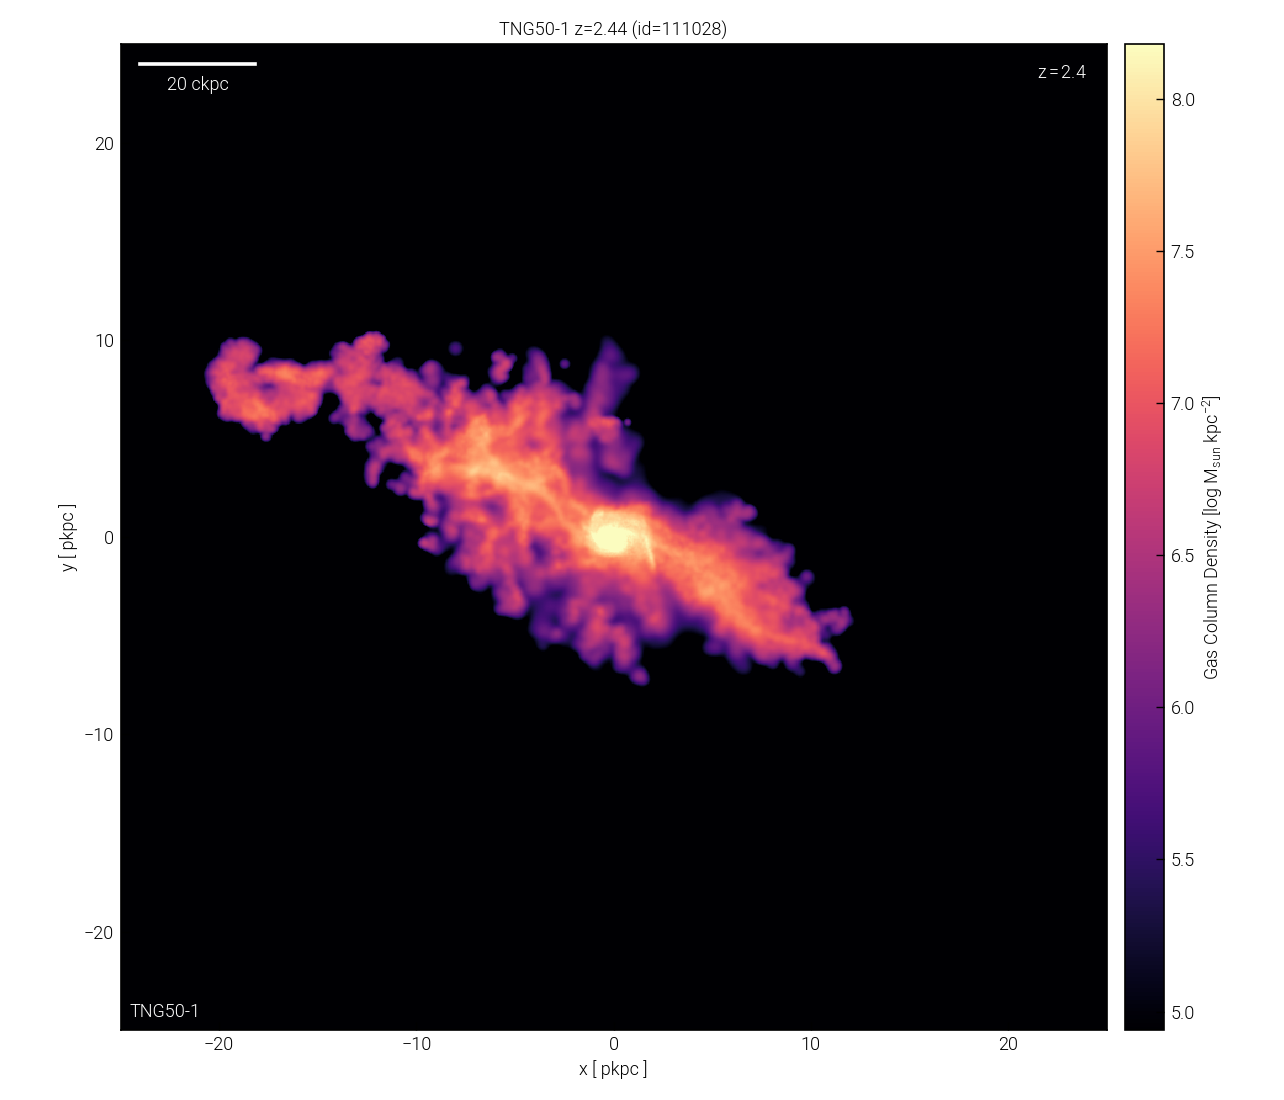 TNG50-1 z=2.44 (id=111028)
20 ckpc
z=2.4
20
10
0
−10
−20
y [ pkpc ]
TNG50-1
−20
−10
0
10
20
x [ pkpc ]
8.0
7.5
7.0
6.5
6.0
5.5
5.0
Gas Column Density [log Msun kpc−2]